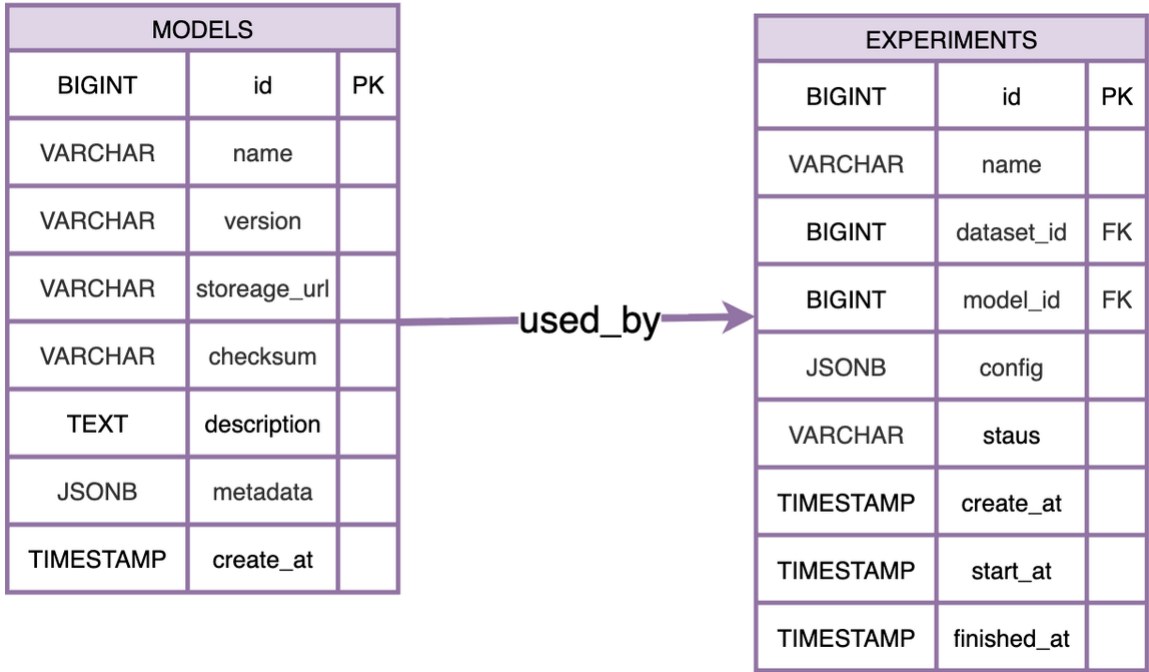 MODELS
BIGINT id PK
VARCHAR name
VARCHAR version
VARCHAR storeage_url
VARCHAR checksum
TEXT description
JSONB metadata
TIMESTAMP create_at
used_by
EXPERIMENTS
BIGINT id PK
VARCHAR name
BIGINT dataset_id FK
BIGINT model_id FK
JSONB config
VARCHAR staus
TIMESTAMP create_at
TIMESTAMP start_at
TIMESTAMP finished_at